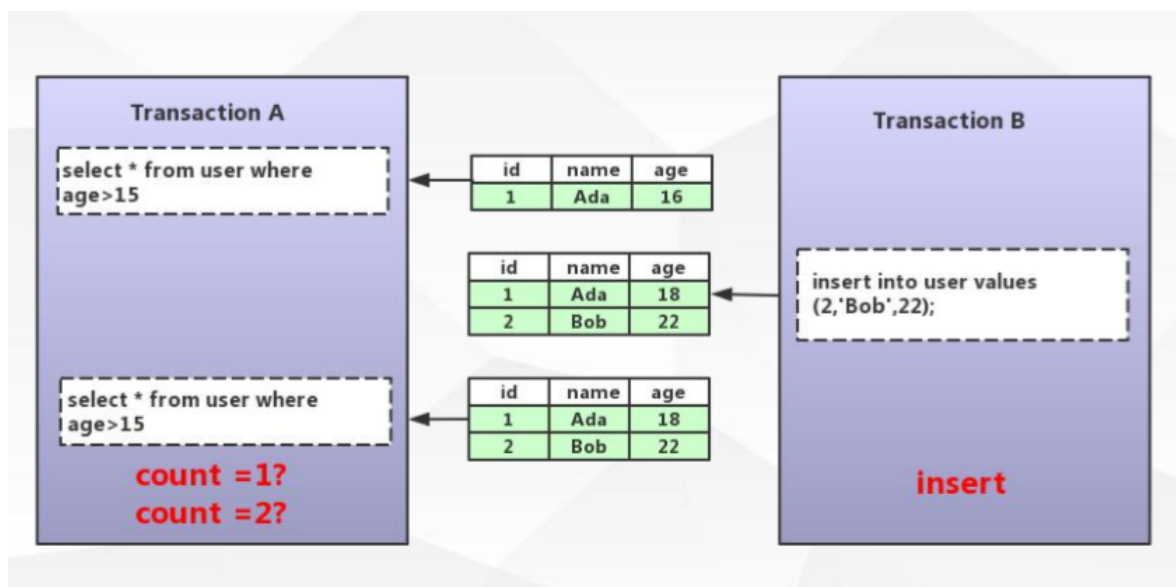 Transaction A
select * from user where
age>15
id name age
1 Ada 16
Transaction B
id name age
1 Ada 18
2 Bob 22
insert into user values
(2,'Bob',22);
select * from user where
age>15
id name age
1 Ada 18
2 Bob 22
count =1?
count =2?
insert